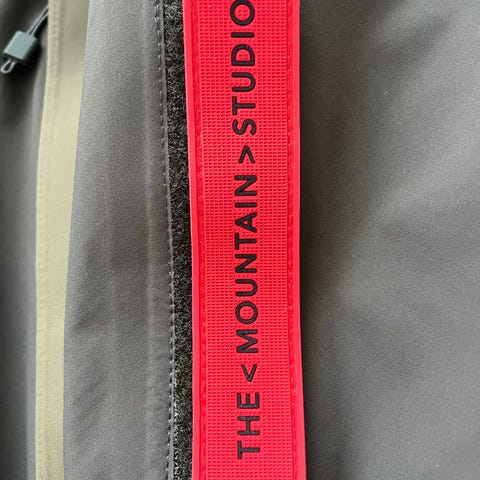 THE < MOUNTAIN > STUDIO